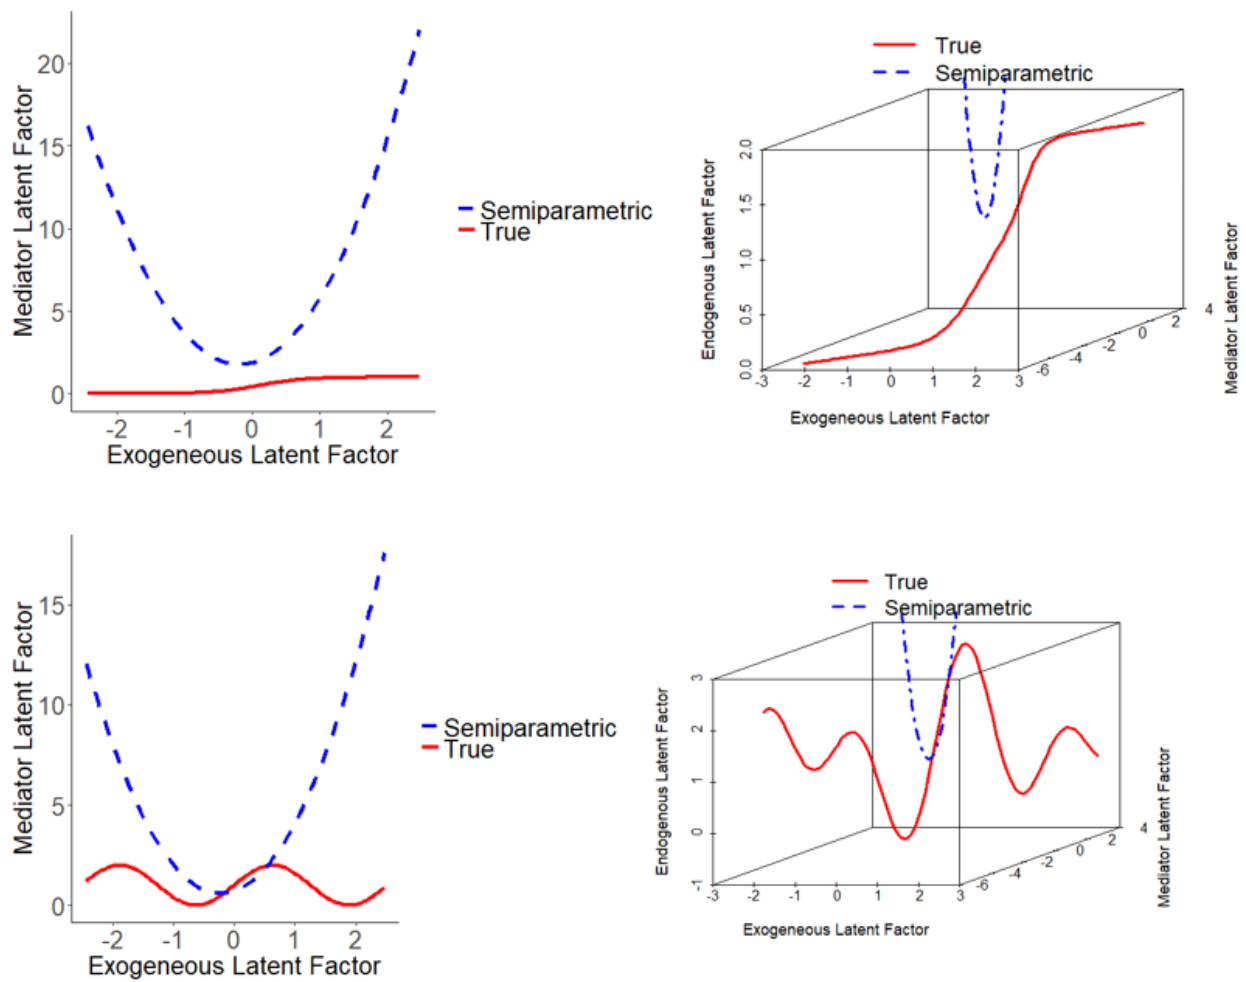 20
15
10
5
0
Mediator Latent Factor
-2 -1 0 1 2
Exogeneous Latent Factor
Semiparametric
True
True
Semiparametric
2.0
1.5
1.0
0.5
0.0
Endogenous Latent Factor
-3 -2 -1 0 1 2 3
Exogeneous Latent Factor
-6 -4 -2 0 2 4
Mediator Latent Factor
15
10
5
0
Mediator Latent Factor
-2 -1 0 1 2
Exogeneous Latent Factor
Semiparametric
True
True
Semiparametric
3
2
1
0
-1
Endogenous Latent Factor
-3 -2 -1 0 1 2 3
Exogeneous Latent Factor
-6 -4 -2 0 2 4
Mediator Latent Factor